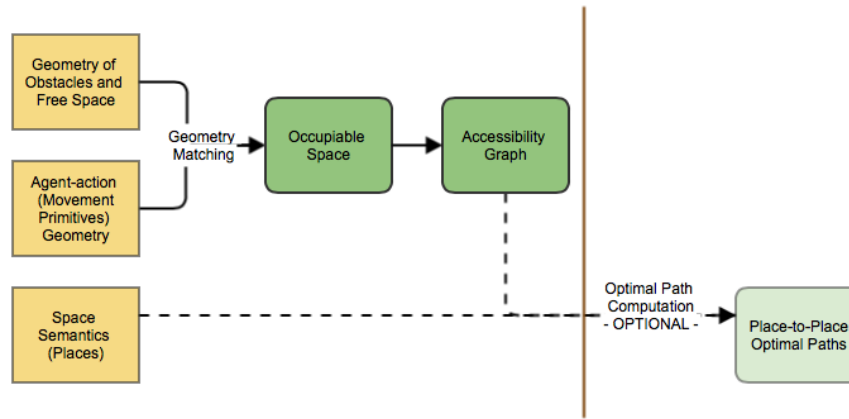 Geometry of
Obstacles and
Free Space
Geometry
Matching
Occupiable
Space
Accessibility
Graph
Agent-action
(Movement
Primitives)
Geometry
Space
Semantics
(Places)
Optimal Path
Computation
- OPTIONAL -
Place-to-Place
Optimal Paths